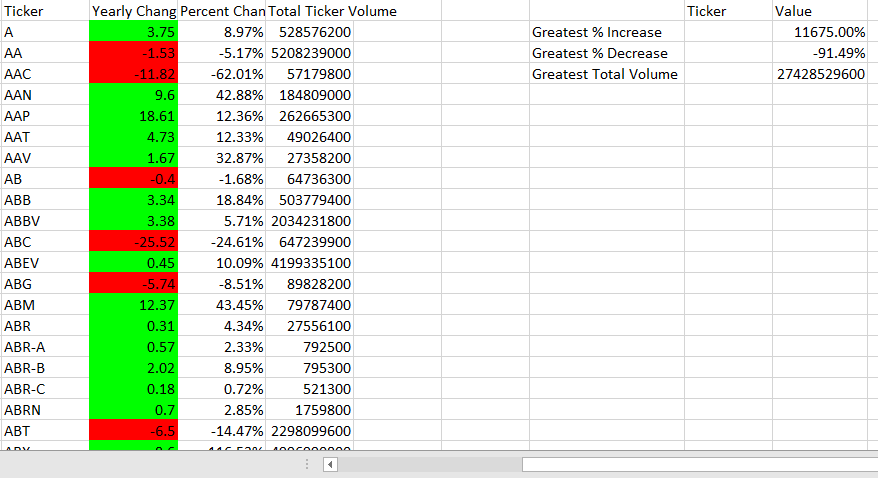 Ticker Yearly Chang Percent Chan Total Ticker Volume Ticker Value
A 3.75 8.97% 528576200 Greatest % Increase 11675.00%
AA -1.53 -5.17% 5208239000 Greatest % Decrease -91.49%
AAC -11.82 -62.01% 57179800 Greatest Total Volume 27428529600
AAN 9.6 42.88% 184809000
AAP 18.61 12.36% 262665300
AAT 4.73 12.33% 49026400
AAV 1.67 32.87% 27358200
AB -0.4 -1.68% 64736300
ABB 3.34 18.84% 503779400
ABBV 3.38 5.71% 2034231800
ABC -25.52 -24.61% 647239900
ABEV 0.45 10.09% 4199335100
ABG -5.74 -8.51% 89828200
ABM 12.37 43.45% 79787400
ABR 0.31 4.34% 27556100
ABR-A 0.57 2.33% 792500
ABR-B 2.02 8.95% 795300
ABR-C 0.18 0.72% 521300
ABRN 0.7 2.85% 1759800
ABT -6.5 -14.47% 2298099600